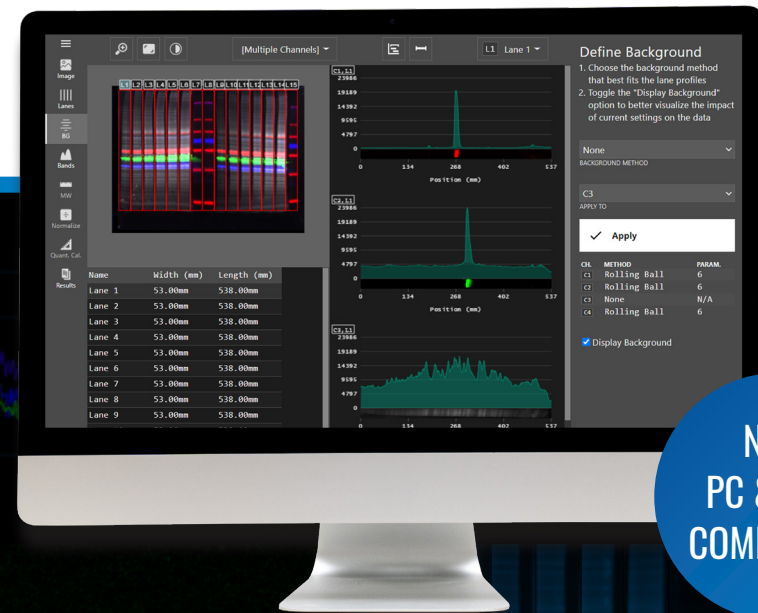 [Multiple Channels]
L1 Lane 1
Image
Lanes
BG
Bands
MW
Normalize
Quant. Cal.
Results
L1 L2 L3 L4 L5 L6 L7 L8 L9 L10 L11 L12 L13 L14 L15
Name Width (mm) Length (mm)
Lane 1 53.00mm 538.00mm
Lane 2 53.00mm 538.00mm
Lane 3 53.00mm 538.00mm
Lane 4 53.00mm 538.00mm
Lane 5 53.00mm 538.00mm
Lane 6 53.00mm 538.00mm
Lane 7 53.00mm 538.00mm
Lane 8 53.00mm 538.00mm
Lane 9 53.00mm 538.00mm
C1,L1
23986
19189
14392
9595
4797
0
0 134 268 402 537
Position (mm)
C2,L1
23986
19189
14392
9595
4797
0
0 134 268 402 537
Position (mm)
C3,L1
23986
19189
14392
9595
4797
0
0 134 268 402 537
Define Background
1. Choose the background method
that best fits the lane profiles
2. Toggle the "Display Background"
option to better visualize the impact
of current settings on the data
None
BACKGROUND METHOD
C3
APPLY TO
Apply
CH. METHOD PARAM.
C1 Rolling Ball 6
C2 Rolling Ball 6
C3 None N/A
C4 Rolling Ball 6
Display Background
PC &